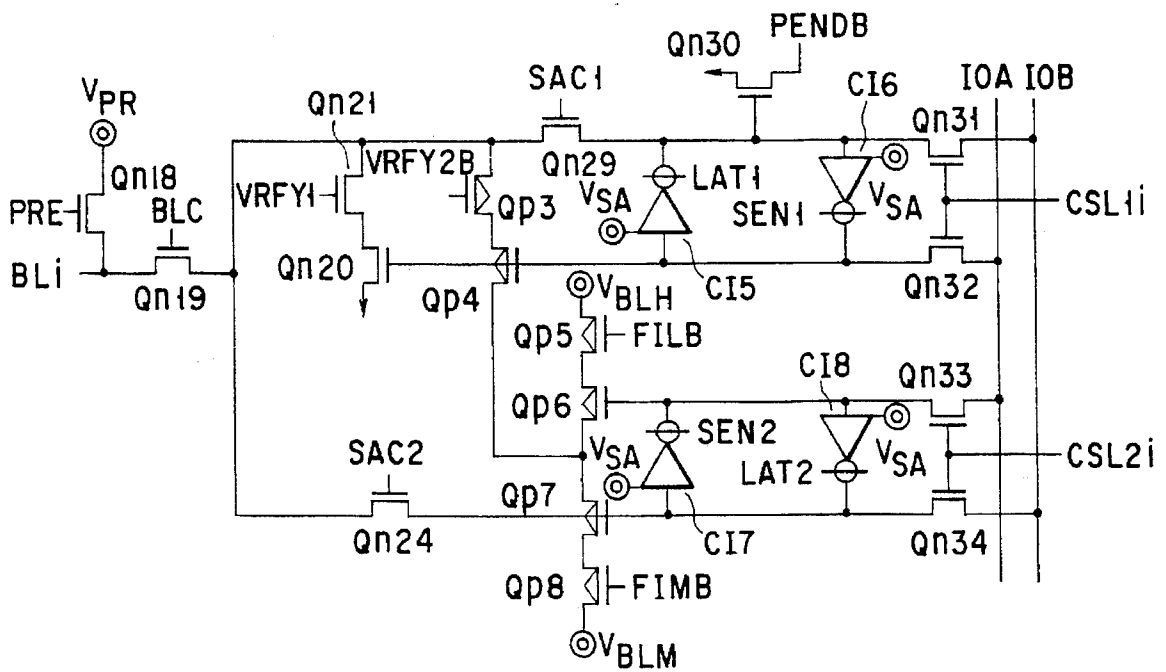 PENDB
Qn30
SAC1
CI6
IOA IOB
VPR
Qn21
Qn31
VRFY2B
Qn29
Qn18
VRFY1
Qp3
VSA
LAT1
SEN1
VSA
CSL1i
PRE
BLC
BLi
Qn19
Qn20
Qp4
VBLH
CI5
Qn32
Qp5
FILB
CI8
Qn33
Qp6
SEN2
VSA
SAC2
VSA
LAT2
CSL2i
Qp7
Qn24
CI7
Qn34
Qp8
FIMB
VBLM